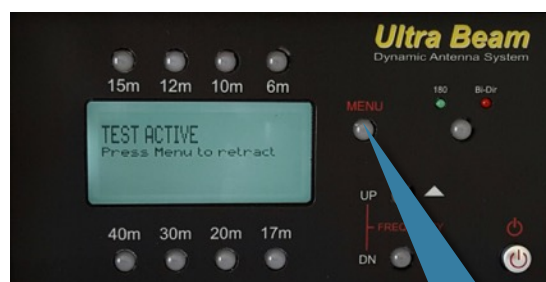 Ultra Beam
Dynamic Antenna System
15m 12m 10m 6m
MENU
180 Bi-Dir
TEST ACTIVE
Press Menu to retract
UP
DN
40m 30m 20m 17m